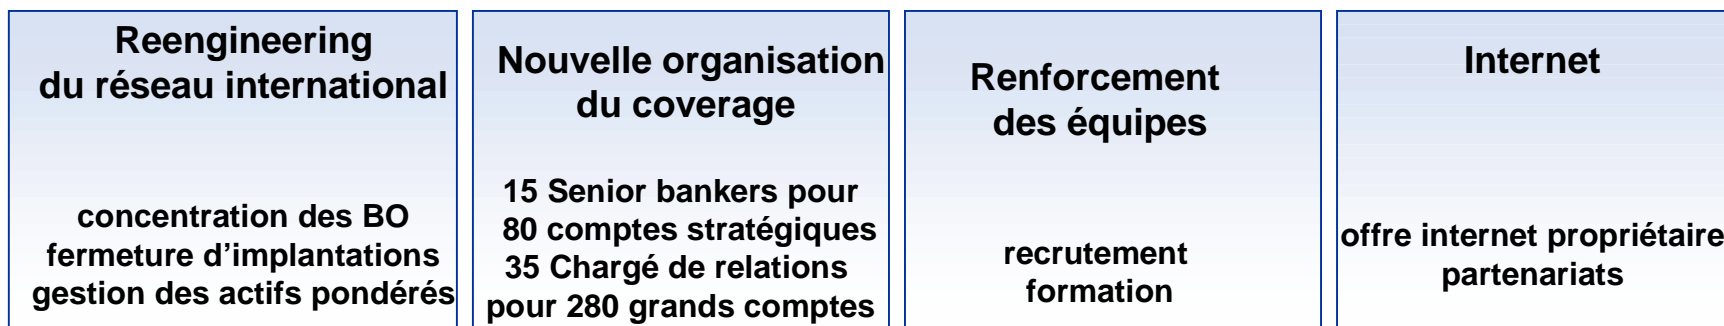 Reengineering
du réseau international
concentration des BO
fermeture d'implantations
gestion des actifs pondérés
Nouvelle organisation
du coverage
15 Senior bankers pour
80 comptes stratégiques
35 Chargé de relations
pour 280 grands comptes
Renforcement
des équipes
recrutement
formation
Internet
offre internet propriétaire
partenariats